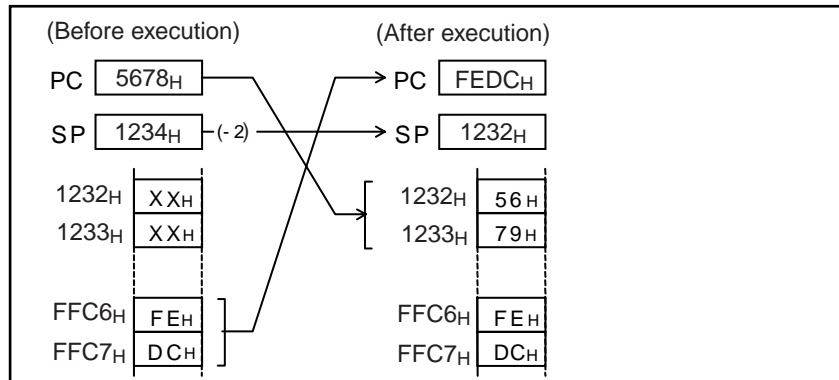 (Before execution) (After execution)
PC 5678H PC FEDCH
SP 1234H (- 2) SP 1232H
1232H XXH 1232H 56H
1233H XXH 1233H 79H
FFC6H FEH FFC6H FEH
FFC7H DCH FFC7H DCH